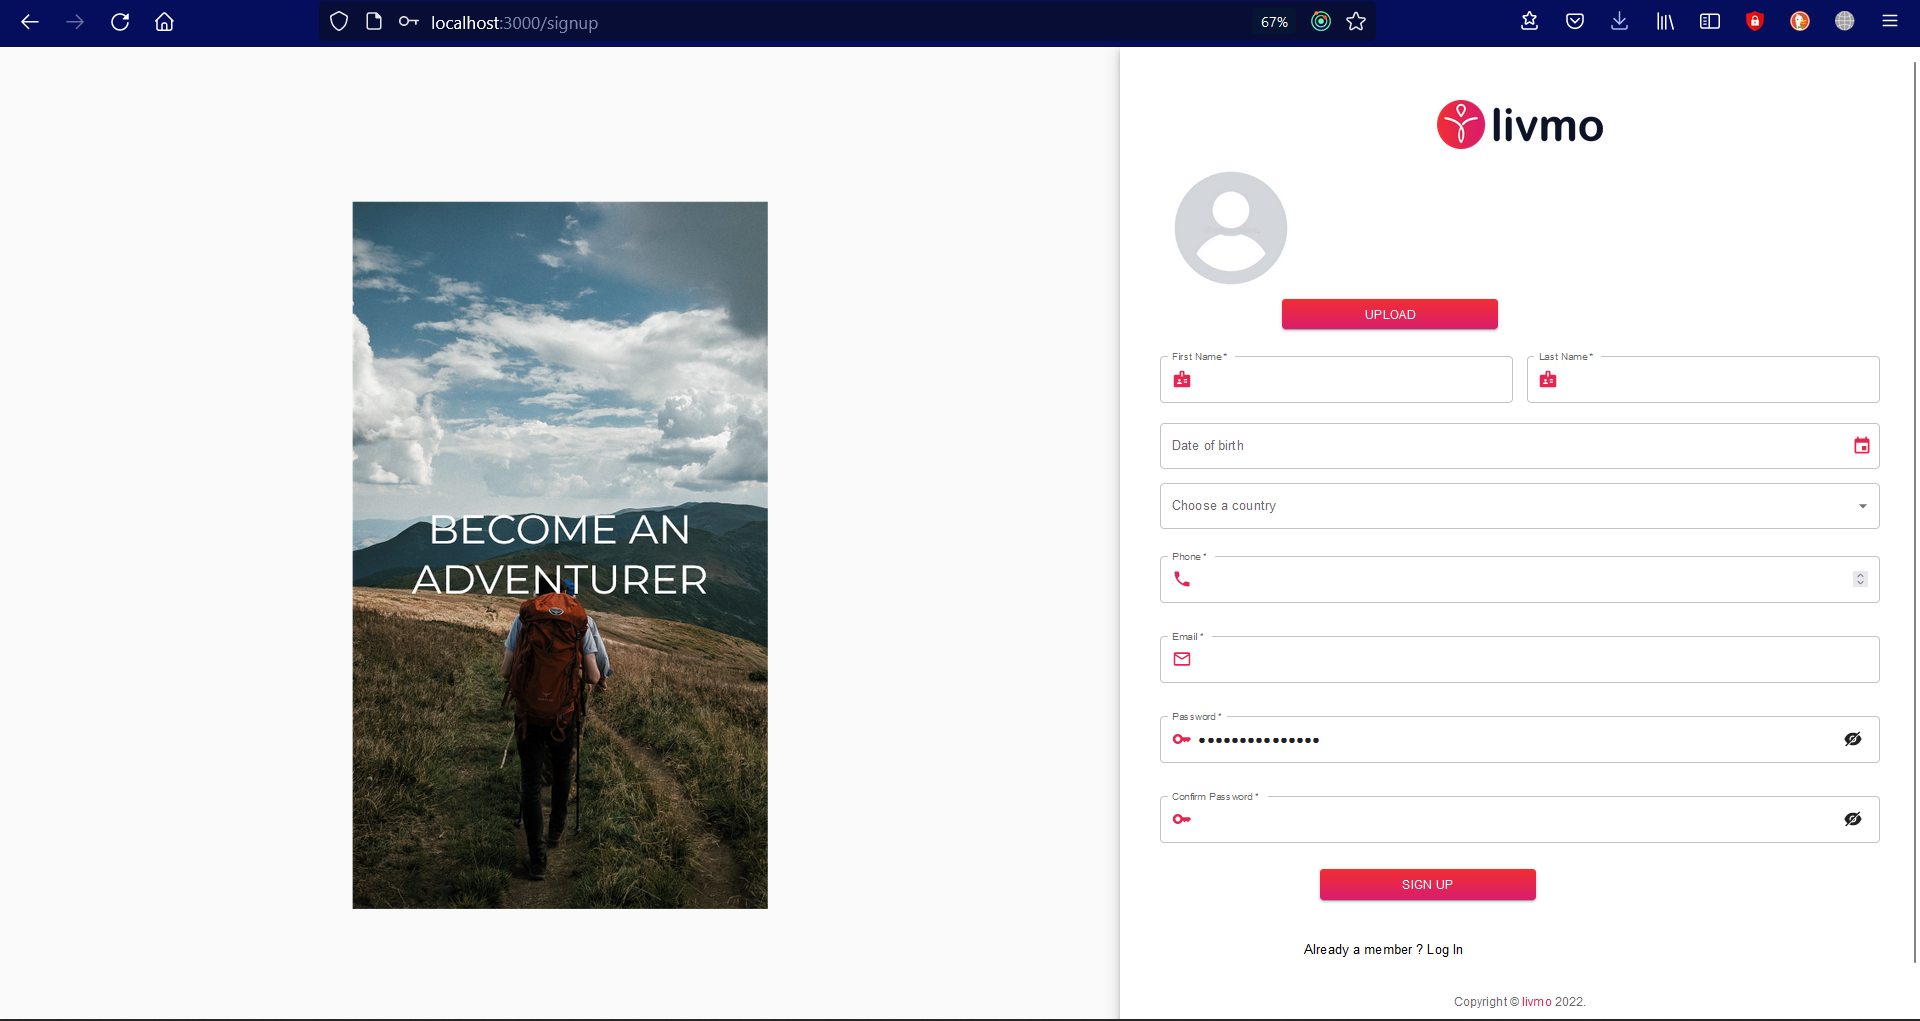 localhost:3000/signup
67%
livmo
BECOME AN
ADVENTURER
UPLOAD
First Name *
Last Name *
Date of birth
Choose a country
Phone *
Email *
Password *
Confirm Password *
SIGN UP
Already a member ? Log In
Copyright © livmo 2022.